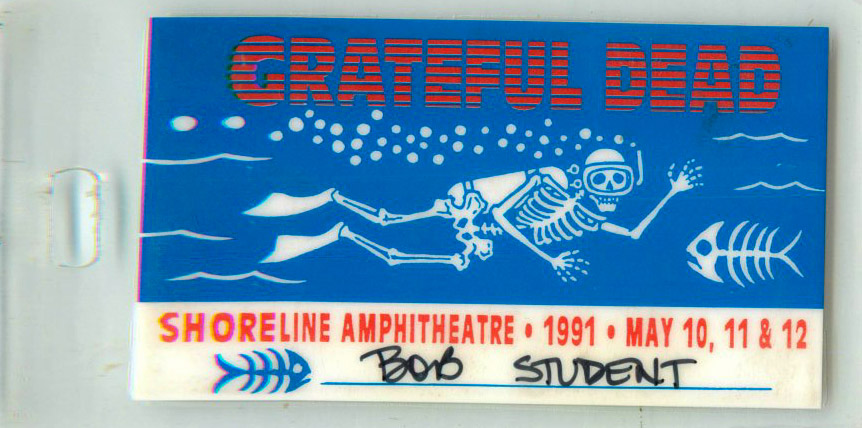 GRATEFUL DEAD
SHORELINE AMPHITHEATRE • 1991 • MAY 10, 11 & 12
BOB STUDENT